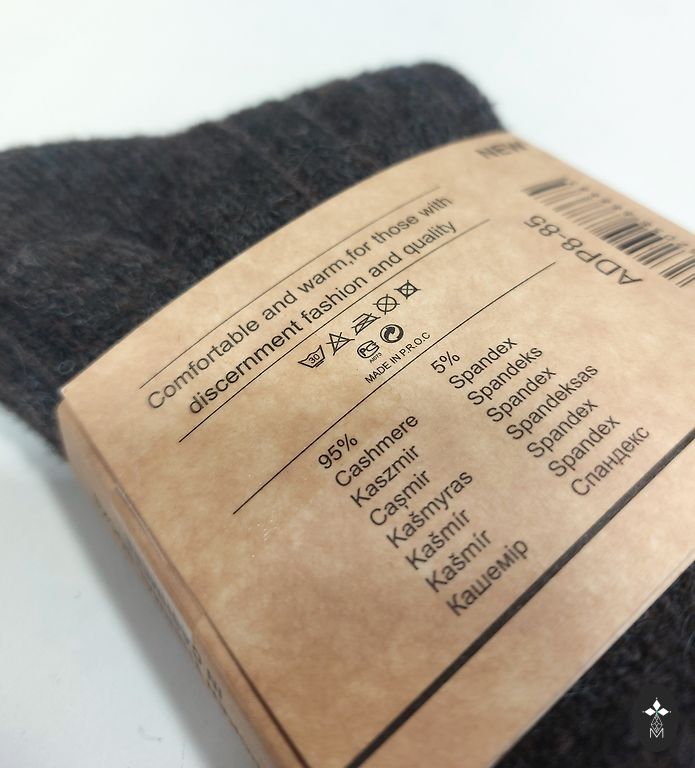 NEW
ADP8-85
Comfortable and warm,for those with
discernment fashion and quality
30
MADE IN P.R.O.C
95%
Cashmere
Kaszmir
Caşmir
Kašmyras
Kašmír
Kašmír
Кашемір
5%
Spandex
Spandeks
Spandex
Spandeksas
Spandex
Spandex
Спандекс
M